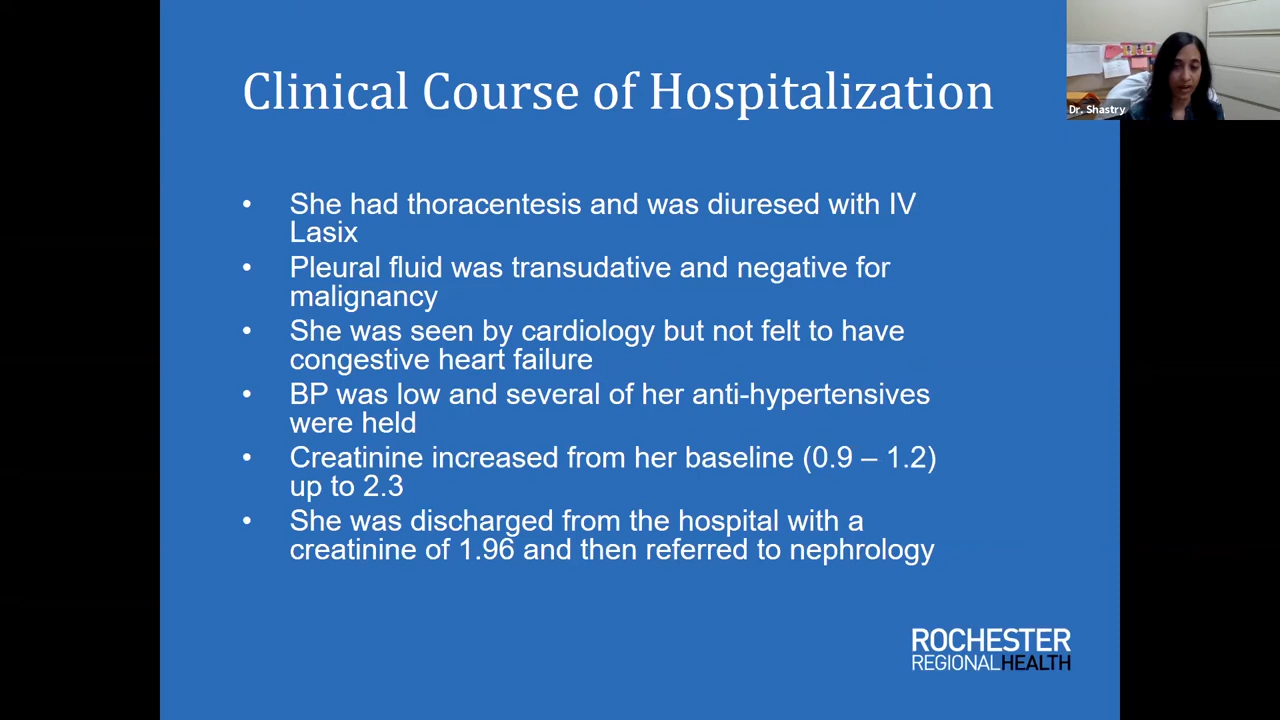 Clinical Course of Hospitalization
Dr. Shastry
• She had thoracentesis and was diuresed with IV
Lasix
• Pleural fluid was transudative and negative for
malignancy
• She was seen by cardiology but not felt to have
congestive heart failure
• BP was low and several of her anti-hypertensives
were held
• Creatinine increased from her baseline (0.9 – 1.2)
up to 2.3
• She was discharged from the hospital with a
creatinine of 1.96 and then referred to nephrology
ROCHESTER
REGIONALHEALTH